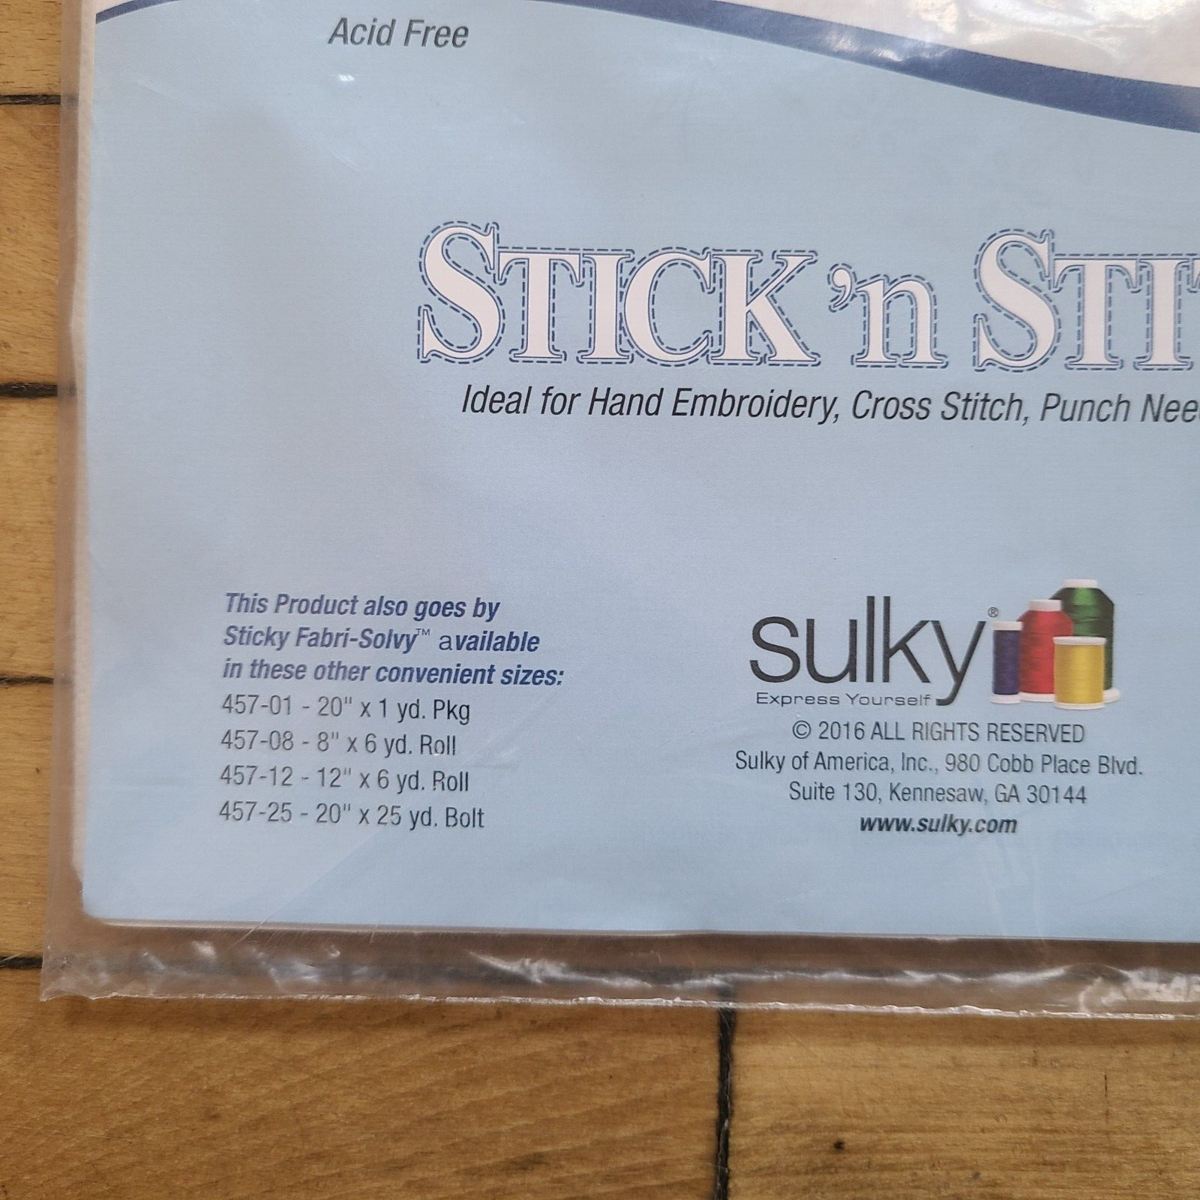 Acid Free
STICK 'n
Ideal for Hand Embroidery, Cross Stitch, Punch
This Product also goes by
Sticky Fabri-Solvy™ available
in these other convenient sizes:
457-01 - 20" x 1 yd. Pkg
457-08 - 8" x 6 yd. Roll
457-12 - 12" x 6 yd. Roll
457-25 - 20" x 25 yd. Bolt
sulky®
Express Yourself
© 2016 ALL RIGHTS RESERVED
Sulky of America, Inc., 980 Cobb Place Blvd.
Suite 130, Kennesaw, GA 30144
www.sulky.com